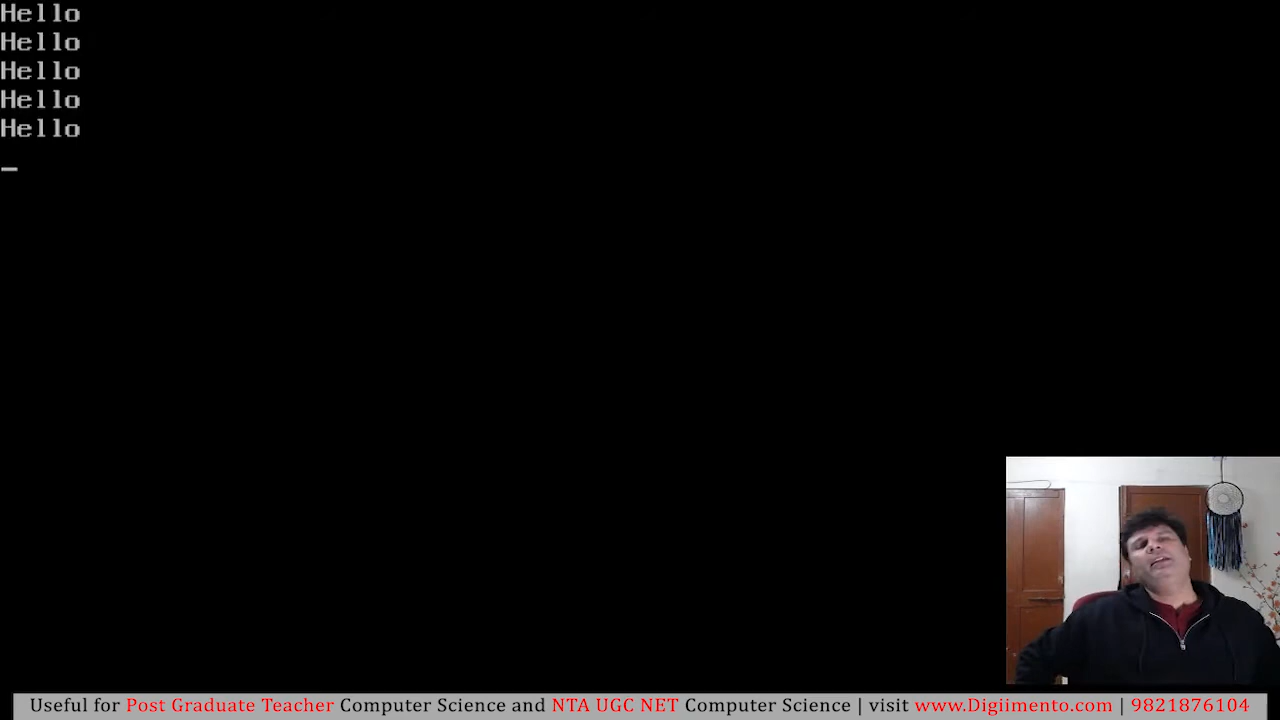 Hello
Hello
Hello
Hello
Hello
Useful for Post Graduate Teacher Computer Science and NTA UGC NET Computer Science | visit www.Digiimento.com | 9821876104